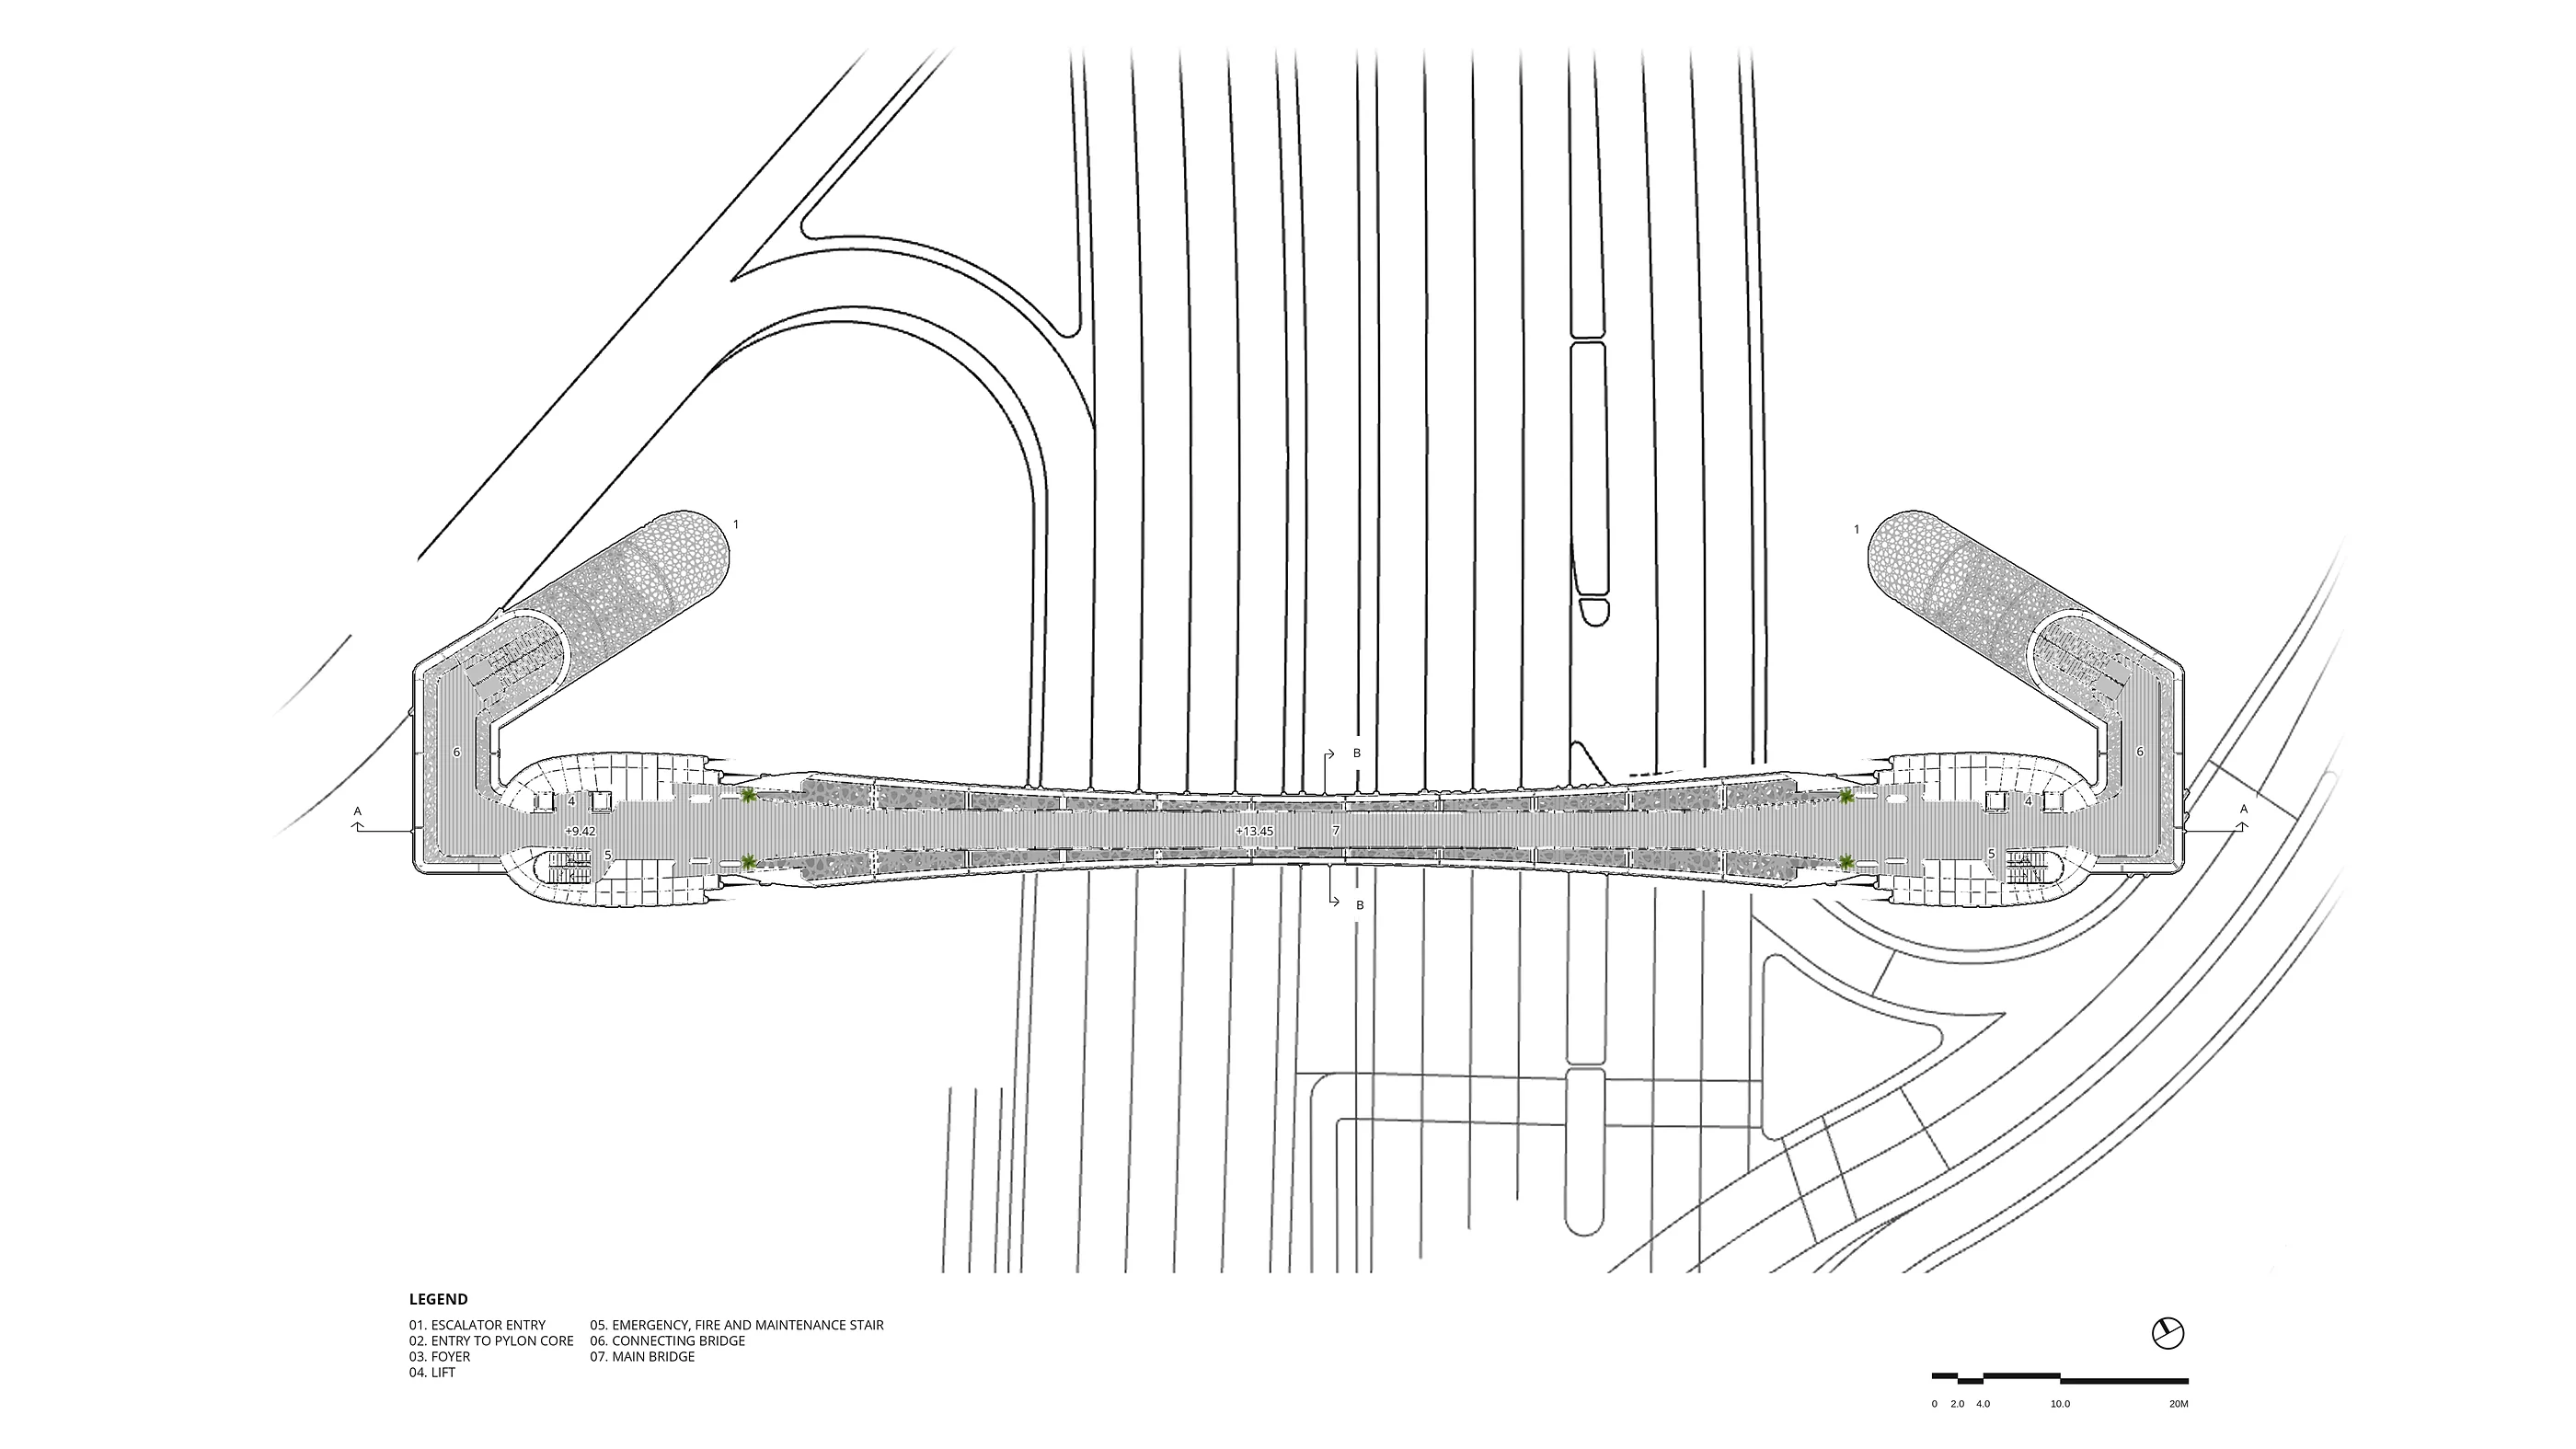 1
1
6
6
B
A
A
4
4
+9.42
+13.45
7
5
5
B
LEGEND
01. ESCALATOR ENTRY
02. ENTRY TO PYLON CORE
03. FOYER
04. LIFT
05. EMERGENCY, FIRE AND MAINTENANCE STAIR
06. CONNECTING BRIDGE
07. MAIN BRIDGE
0 2.0 4.0 10.0 20M